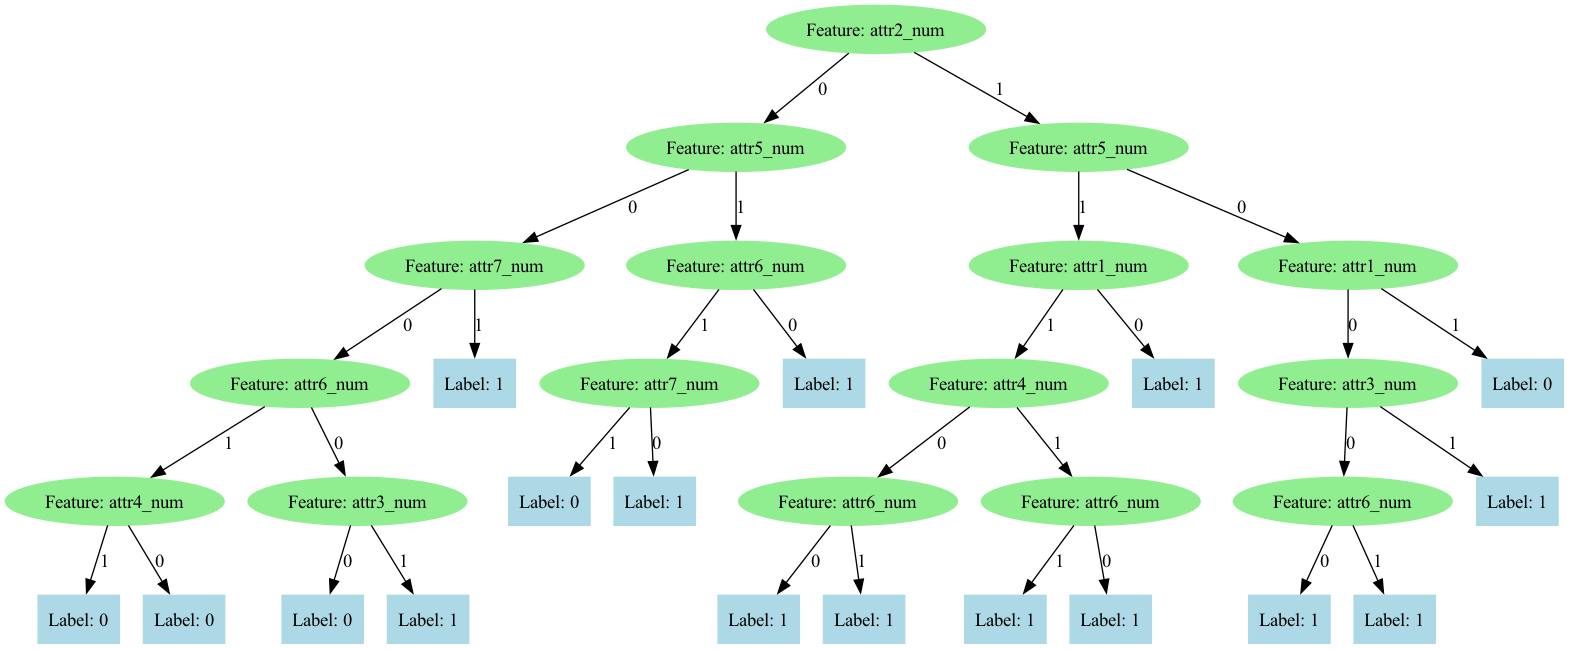 Feature: attr2_num
0
1
Feature: attr5_num
Feature: attr5_num
0
1
1
0
Feature: attr7_num
Feature: attr6_num
Feature: attr1_num
Feature: attr1_num
0
1
1
0
1
0
0
1
Feature: attr6_num
Label: 1
Feature: attr7_num
Label: 1
Feature: attr4_num
Label: 1
Feature: attr3_num
Label: 0
1
0
1
0
0
1
0
1
Feature: attr4_num
Feature: attr3_num
Label: 0
Label: 1
Feature: attr6_num
Feature: attr6_num
Feature: attr6_num
Label: 1
1
0
0
1
0
1
1
0
0
1
Label: 0
Label: 0
Label: 0
Label: 1
Label: 1
Label: 1
Label: 1
Label: 1
Label: 1
Label: 1